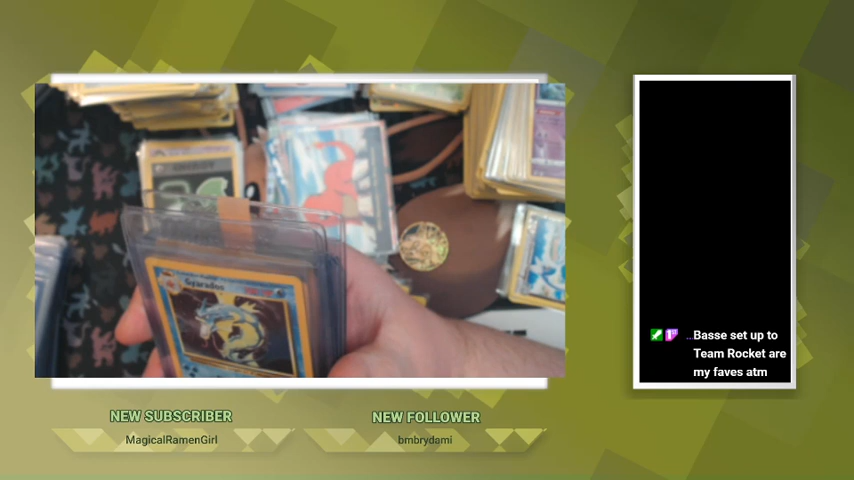 Gyarados
Basse set up to
Team Rocket are
my faves atm
NEW SUBSCRIBER
NEW FOLLOWER
MagicalRamenGirl
bmbrydami